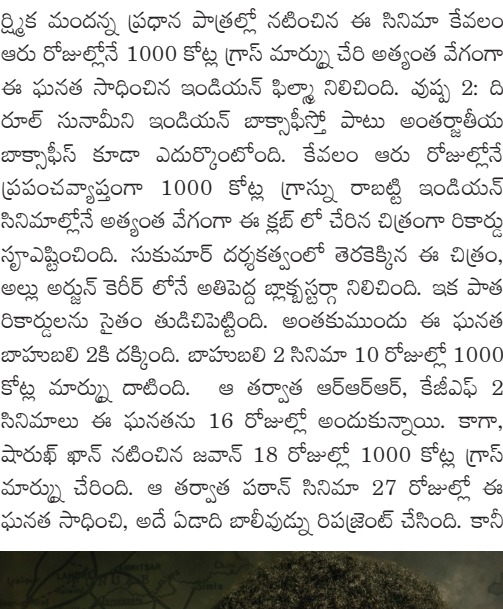 ర్ష్మిక మందన్న ప్రధాన పాత్రల్లో నటించిన ఈ సినిమా కేవలం
ఆరు రోజుల్లోనే 1000 కోట్ల గ్రాస్ మార్క్ను చేరి అత్యంత వేగంగా
ఈ ఘనత సాధించిన ఇండియన్ ఫిల్మ్గా నిలిచింది. వుష్ప 2: ది
రూల్ సునామీని ఇండియన్ బాక్సాఫీస్తో పాటు అంతర్జాతీయ
బాక్సాఫీస్ కూడా ఎదుర్కొంటోంది. కేవలం ఆరు రోజుల్లోనే
ప్రపంచవ్యాప్తంగా 1000 కోట్ల గ్రాస్ను రాబట్టి ఇండియన్
సినిమాల్లోనే అత్యంత వేగంగా ఈ క్లబ్ లో చేరిన చిత్రంగా రికార్డు
సృాఎష్టించింది. సుకుమార్ దర్శకత్వంలో తెరకెక్కిన ఈ చిత్రం,
అల్లు అర్జున్ కెరీర్ లోనే అతిపెద్ద బ్లాక్బస్టర్గా నిలిచింది. ఇక పాత
రికార్డులను సైతం తుడిచిపెట్టింది. అంతకుముందు ఈ ఘనత
బాహుబలి 2కి దక్కింది. బాహుబలి 2 సినిమా 10 రోజుల్లో 1000
కోట్ల మార్క్ను దాటింది. ఆ తర్వాత ఆర్ఆర్ఆర్, కేజీఎఫ్ 2
సినిమాలు ఈ ఘనతను 16 రోజుల్లో అందుకున్నాయి. కాగా,
షారుఖ్ ఖాన్ నటించిన జవాన్ 18 రోజుల్లో 1000 కోట్ల గ్రాస్
మార్క్ను చేరింది. ఆ తర్వాత పఠాన్ సినిమా 27 రోజుల్లో ఈ
ఘనత సాధించి, అదే ఏడాది బాలీవుడ్ను రిపజ్రెంట్ చేసింది. కానీ